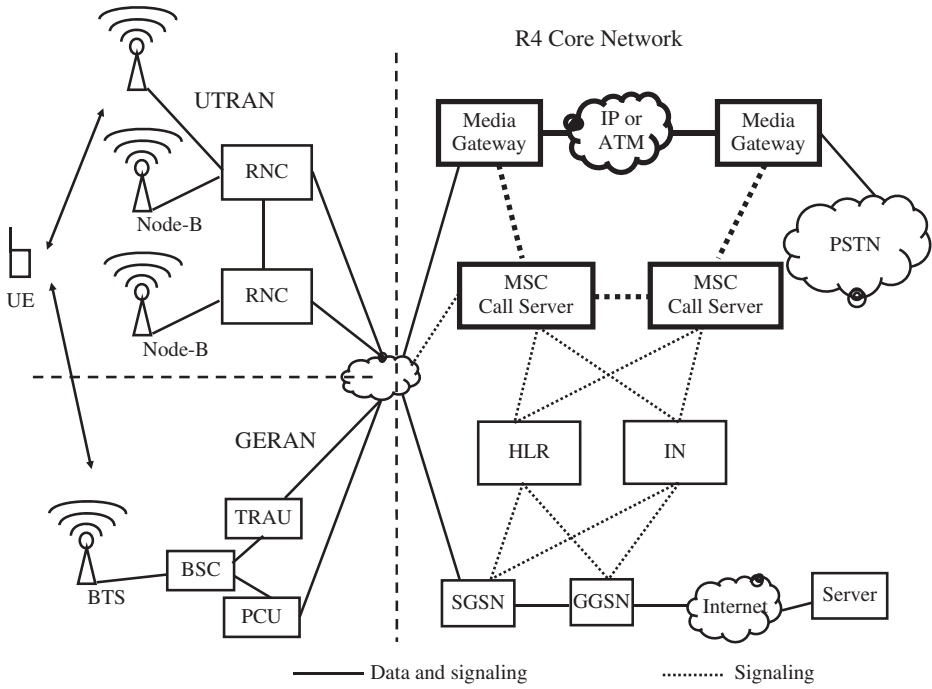 R4 Core Network
UTRAN
Media
Gateway
IP or
ATM
Media
Gateway
RNC
Node-B
PSTN
UE
RNC
MSC
Call Server
MSC
Call Server
Node-B
GERAN
HLR
IN
TRAU
BSC
BTS
PCU
SGSN
GGSN
Internet
Server
Data and signaling
Signaling